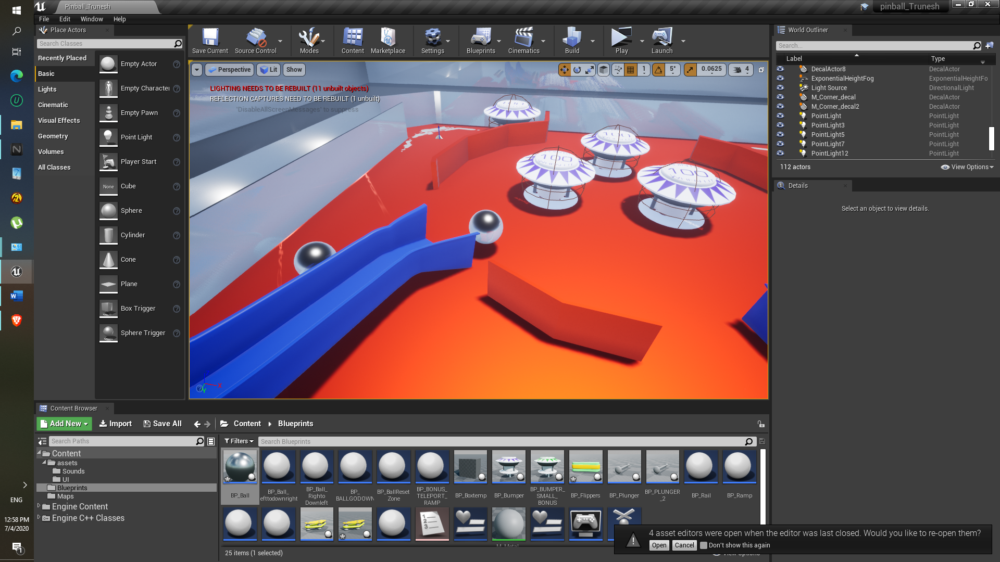 Pinball_Trunesh
pinball_Trunesh
File Edit Window Help
Place Actors
Search Classes
Recently Placed
Basic
Lights
Cinematic
Visual Effects
Geometry
Volumes
All Classes
Empty Actor
Empty Character
Empty Pawn
Point Light
Player Start
None
Cube
Sphere
Cylinder
Cone
Plane
Box Trigger
Sphere Trigger
Save Current Source Control Modes Content Marketplace Settings Blueprints Cinematics Build Play Launch
Perspective Lit Show 1 5° 0.0625 4
LIGHTING NEEDS TO BE REBUILT (11 unbuilt objects)
REFLECTION CAPTURES NEED TO BE REBUILT (1 unbuilt)
'DisableAllScreenMessages' to suppress
100
100
100
X
Y
World Outliner
Search...
Label Type
DecalActor8 DecalActor
ExponentialHeightFog ExponentialHeightFo
Light Source DirectionalLight
M_Corner_decal DecalActor
M_Corner_decal2 DecalActor
PointLight PointLight
PointLight3 PointLight
PointLight5 PointLight
PointLight7 PointLight
PointLight12 PointLight
112 actors View Options
Details
Select an object to view details.
Content Browser
Add New Import Save All Content Blueprints
Search Paths
Filters Search Blueprints
Content
assets
Sounds
UI
Blueprints
Maps
Engine Content
Engine C++ Classes
BP_Ball
BP_Ball_
efttodownright
BP_Ball_
Righto
Downleft
BP_
BALLGODOWN
BP_BallReset
Zone
BP_BONUS_
TELEPORT_
RAMP
BP_Boxtemp
BP_Bumper
BP_BUMPER_
SMALL_
BONUS
BP_Flippers
BP_Plunger
BP_PLUNGER
_2
BP_Rail
BP_Ramp
M_Metal
25 items (1 selected)
View Options
4 asset editors were open when the editor was last closed. Would you like to re-open them?
Open Cancel Don't show this again
ENG
12:58 PM
7/4/2020
1